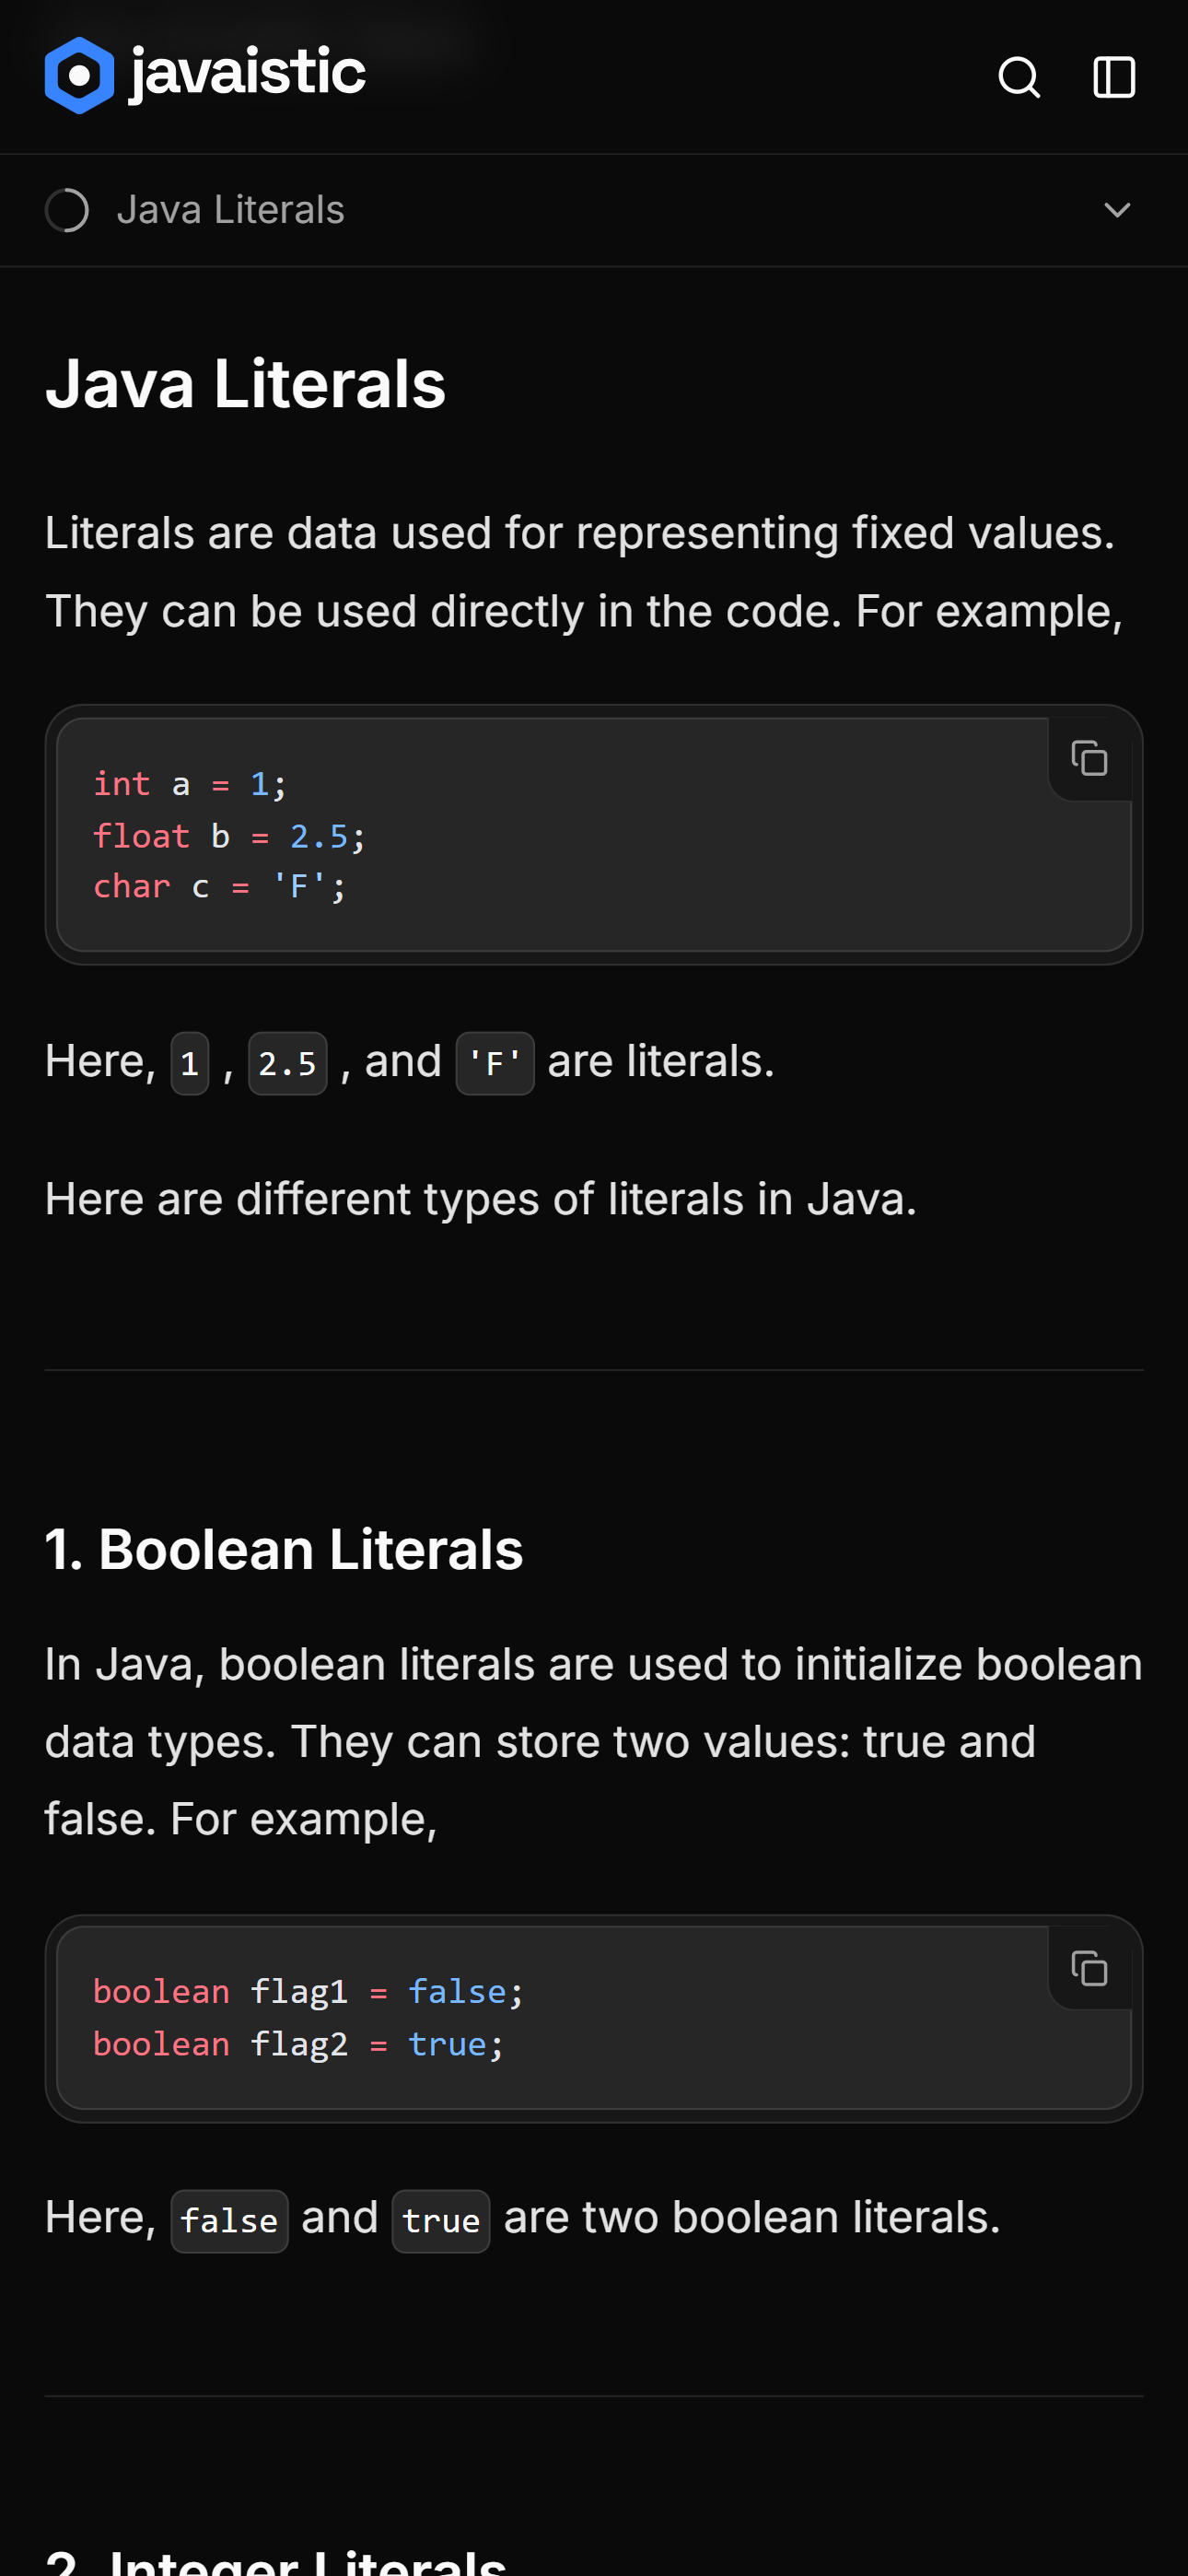 javaistic
Java Literals
Java Literals
Literals are data used for representing fixed values.
They can be used directly in the code. For example,
int a = 1;
float b = 2.5;
char c = 'F';
Here, 1 , 2.5 , and 'F' are literals.
Here are different types of literals in Java.
1. Boolean Literals
In Java, boolean literals are used to initialize boolean
data types. They can store two values: true and
false. For example,
boolean flag1 = false;
boolean flag2 = true;
Here, false and true are two boolean literals.
2. Integer Literals